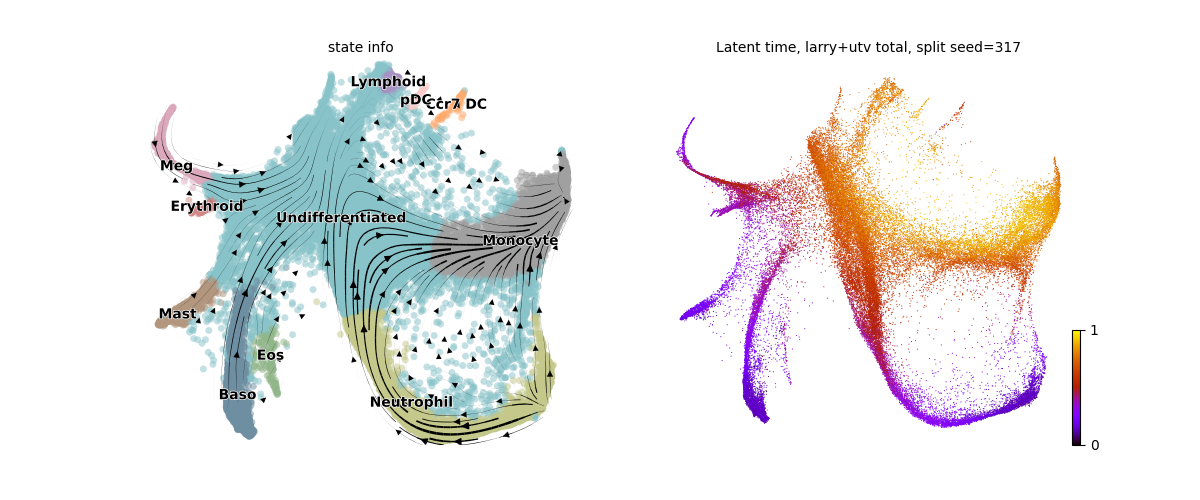 state info
Latent time, larry+utv total, split seed=317
Lymphoid
pDC
Ccr7 DC
Meg
Erythroid
Undifferentiated
Monocyte
Mast
Eos
Baso
Neutrophil
1
0